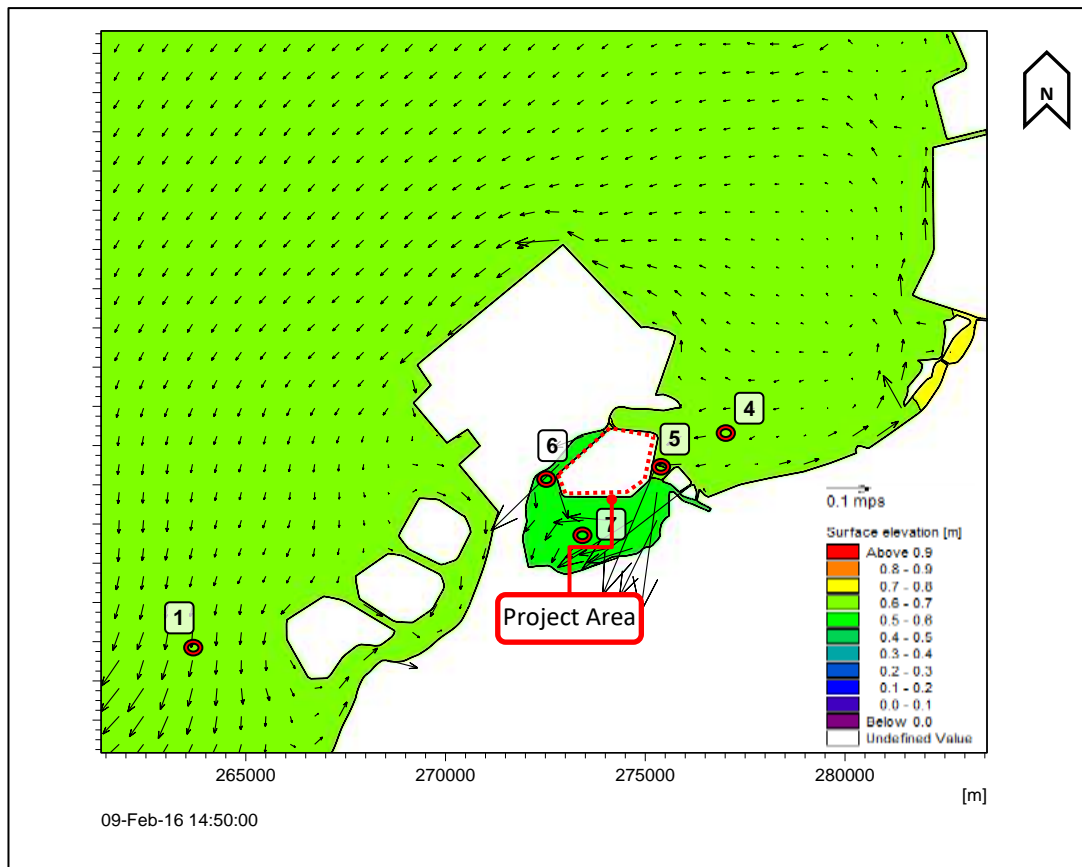 N
4
5
6
7
1
Project Area
0.1 mps
Surface elevation [m]
Above 0.9
0.8 - 0.9
0.7 - 0.8
0.6 - 0.7
0.5 - 0.6
0.4 - 0.5
0.3 - 0.4
0.2 - 0.3
0.1 - 0.2
0.0 - 0.1
Below 0.0
Undefined Value
265000 270000 275000 280000
[m]
09-Feb-16 14:50:00